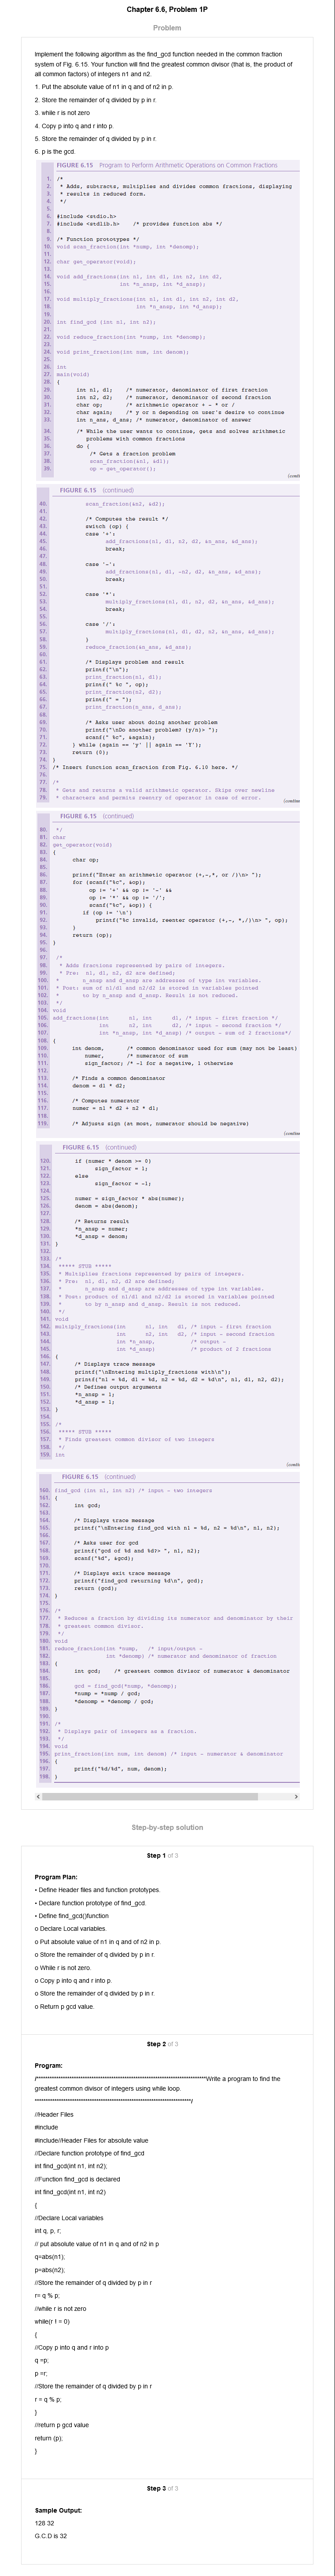 Chapter 6.6, Problem 1P
Problem
Implement the following algorithm as the find_gcd function needed in the common fraction
system of Fig. 6.15. Your function will find the greatest common divisor (that is, the product of
all common factors) of integers n1 and n2.
1. Put the absolute value of n1 in q and of n2 in p.
2. Store the remainder of q divided by p in r.
3. while r is not zero
4. Copy p into q and r into p.
5. Store the remainder of q divided by p in r.
6. p is the gcd.
FIGURE 6.15 Program to Perform Arithmetic Operations on Common Fractions
1. /*
2. * Adds, subtracts, multiplies and divides common fractions, displaying
3. * results in reduced form.
4. */
5.
6. #include <stdio.h>
7. #include <stdlib.h> /* provides function abs */
8.
9. /* Function prototypes */
10. void scan_fraction(int *nump, int *denomp);
11.
12. char get_operator(void);
13.
14. void add_fractions(int n1, int d1, int n2, int d2,
15. int *n_ansp, int *d_ansp);
16.
17. void multiply_fractions(int n1, int d1, int n2, int d2,
18. int *n_ansp, int *d_ansp);
19.
20. int find_gcd (int n1, int n2);
21.
22. void reduce_fraction(int *nump, int *denomp);
23.
24. void print_fraction(int num, int denom);
25.
26. int
27. main(void)
28. {
29. int n1, d1; /* numerator, denominator of first fraction
30. int n2, d2; /* numerator, denominator of second fraction
31. char op; /* arithmetic operator + - * or /
32. char again; /* y or n depending on user's desire to continue
33. int n_ans, d_ans; /* numerator, denominator of answer
34. /* While the user wants to continue, gets and solves arithmetic
35. problems with common fractions
36. do {
37. /* Gets a fraction problem
38. scan_fraction(&n1, &d1);
39. op = get_operator();
FIGURE 6.15 (continued)
40. scan_fraction(&n2, &d2);
41.
42. /* Computes the result */
43. switch (op) {
44. case '+':
45. add_fractions(n1, d1, n2, d2, &n_ans, &d_ans);
46. break;
47.
48. case '-':
49. add_fractions(n1, d1, -n2, d2, &n_ans, &d_ans);
50. break;
51.
52. case '*':
53. multiply_fractions(n1, d1, n2, d2, &n_ans, &d_ans);
54. break;
55.
56. case '/':
57. multiply_fractions(n1, d1, d2, n2, &n_ans, &d_ans);
58. }
59. reduce_fraction(&n_ans, &d_ans);
60.
61. /* Displays problem and result
62. printf("\n");
63. print_fraction(n1, d1);
64. printf(" %c ", op);
65. print_fraction(n2, d2);
66. printf(" = ");
67. print_fraction(n_ans, d_ans);
68.
70. /* Asks user about doing another problem
70. printf("\nDo another problem? (y/n)> ");
71. scanf(" %c", &again);
72. } while (again == 'y' || again == 'Y');
73. return (0);
74. }
75. /* Insert function scan_fraction from Fig. 6.10 here. */
76.
77. /*
78. * Gets and returns a valid arithmetic operator. Skips over newline
79. * characters and permits reentry of operator in case of error.
FIGURE 6.15 (continued)
80. */
81. char
82. get_operator(void)
83. {
84. char op;
85.
86. printf("Enter an arithmetic operator (+,-,*, or /)\n> ");
87. for (scanf("%c", &op);
88. op != '+' && op != '-' &&
89. op != '*' && op != '/';
90. scanf("%c", &op)) {
91. if (op != '\n')
92. printf("%c invalid, reenter operator (+,-, *,/)\n> ", op);
93. }
94. return (op);
95. }
96.
97. /*
98. * Adds fractions represented by pairs of integers.
99. * Pre: n1, d1, n2, d2 are defined;
100. * n_ansp and d_ansp are addresses of type int variables.
101. * Post: sum of n1/d1 and n2/d2 is stored in variables pointed
102. * to by n_ansp and d_ansp. Result is not reduced.
103. */
104. void
105. add_fractions(int n1, int d1, /* input - first fraction */
106. int n2, int d2, /* input - second fraction */
107. int *n_ansp, int *d_ansp) /* output - sum of 2 fractions*/
108. {
109. int denom, /* common denominator used for sum (may not be least)
110. numer, /* numerator of sum
111. sign_factor; /* -1 for a negative, 1 otherwise
112.
113. /* Finds a common denominator
114. denom = d1 * d2;
115.
116. /* Computes numerator
117. numer = n1 * d2 + n2 * d1;
118.
119. /* Adjusts sign (at most, numerator should be negative)
FIGURE 6.15 (continued)
120. if (numer * denom >= 0)
121. sign_factor = 1;
122. else
123. sign_factor = -1;
124.
125. numer = sign_factor * abs(numer);
126. denom = abs(denom);
127.
128. /* Returns result
129. *n_ansp = numer;
130. *d_ansp = denom;
131. }
132.
133. /*
134. ***** STUB *****
135. * Multiplies fractions represented by pairs of integers.
136. * Pre: n1, d1, n2, d2 are defined;
137. * n_ansp and d_ansp are addresses of type int variables.
138. * Post: product of n1/d1 and n2/d2 is stored in variables pointed
139. * to by n_ansp and d_ansp. Result is not reduced.
140. */
141. void
142. multiply_fractions(int n1, int d1, /* input - first fraction
143. int n2, int d2, /* input - second fraction
144. int *n_ansp, /* output -
145. int *d_ansp) /* product of 2 fractions
146. {
147. /* Displays trace message
148. printf("\nEntering multiply_fractions with\n");
149. printf("n1 = %d, d1 = %d, n2 = %d, d2 = %d\n", n1, d1, n2, d2);
150. /* Defines output arguments
151. *n_ansp = 1;
152. *d_ansp = 1;
153. }
154.
155. /*
156. ***** STUB *****
157. * Finds greatest common divisor of two integers
158. */
159. int
FIGURE 6.15 (continued)
160. find_gcd (int n1, int n2) /* input - two integers
161. {
162. int gcd;
163.
164. /* Displays trace message
165. printf("\nEntering find_gcd with n1 = %d, n2 = %d\n", n1, n2);
166.
167. /* Asks user for gcd
168. printf("gcd of %d and %d?> ", n1, n2);
169. scanf("%d", &gcd);
170.
171. /* Displays exit trace message
172. printf("find_gcd returning %d\n", gcd);
173. return (gcd);
174. }
175.
176. /*
177. * Reduces a fraction by dividing its numerator and denominator by their
178. * greatest common divisor.
179. */
180. void
181. reduce_fraction(int *nump, /* input/output -
182. int *denomp) /* numerator and denominator of fraction
183. {
184. int gcd; /* greatest common divisor of numerator & denominator
185.
186. gcd = find_gcd(*nump, *denomp);
187. *nump = *nump / gcd;
188. *denomp = *denomp / gcd;
189. }
190.
191. /*
192. * Displays pair of integers as a fraction.
193. */
194. void
195. print_fraction(int num, int denom) /* input - numerator & denominator
196. {
197. printf("%d/%d", num, denom);
198. }
Step-by-step solution
Step 1 of 3
Program Plan:
• Define Header files and function prototypes.
• Declare function prototype of find_gcd.
• Define find_gcd()function
o Declare Local variables.
o Put absolute value of n1 in q and of n2 in p.
o Store the remainder of q divided by p in r.
o While r is not zero.
o Copy p into q and r into p.
o Store the remainder of q divided by p in r.
o Return p gcd value.
Step 2 of 3
Program:
/******************************************************************************Write a program to find the
greatest common divisor of integers using while loop.
************************************************************************/
//Header Files
#include
#include//Header Files for absolute value
//Declare function prototype of find_gcd
int find_gcd(int n1, int n2);
//Function find_gcd is declared
int find_gcd(int n1, int n2)
{
//Declare Local variables
int q, p, r;
// put absolute value of n1 in q and of n2 in p
q=abs(n1);
p=abs(n2);
//Store the remainder of q divided by p in r
r= q % p;
//while r is not zero
while(r ! = 0)
{
//Copy p into q and r into p
q =p;
p =r;
//Store the remainder of q divided by p in r
r = q % p;
}
//return p gcd value
return (p);
}
Step 3 of 3
Sample Output:
128 32
G.C.D is 32